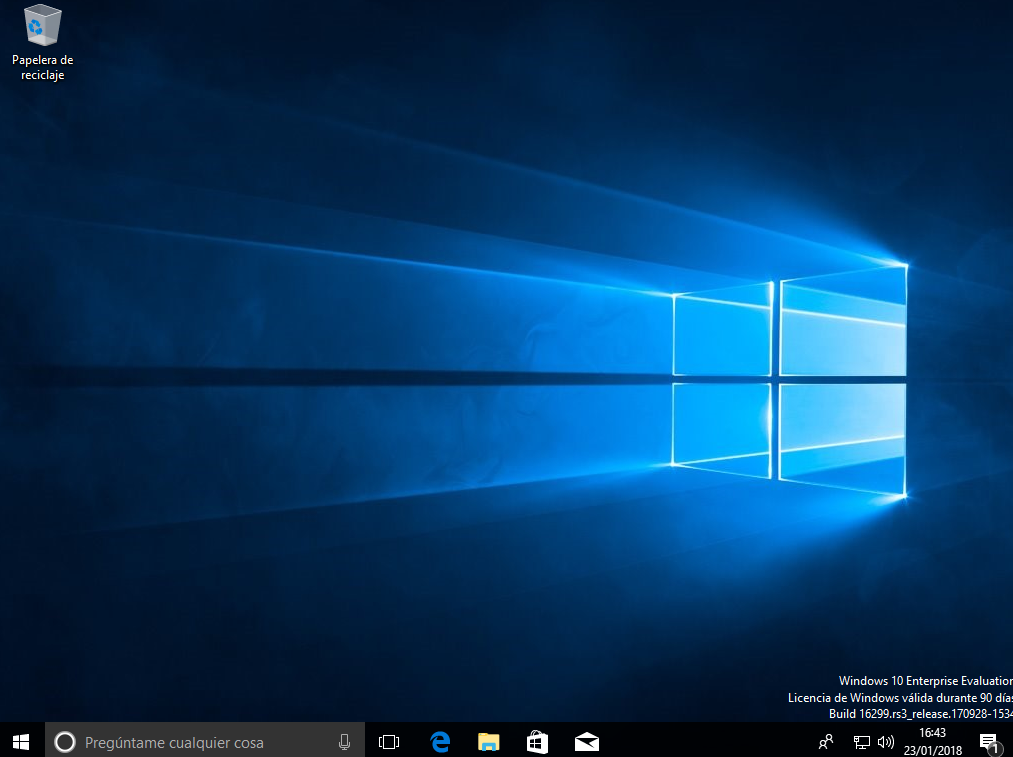 Papelera de
reciclaje
Windows 10 Enterprise Evaluation
Licencia de Windows válida durante 90 días
Build 16299.rs3_release.170928-1534
Pregúntame cualquier cosa
16:43
23/01/2018
1